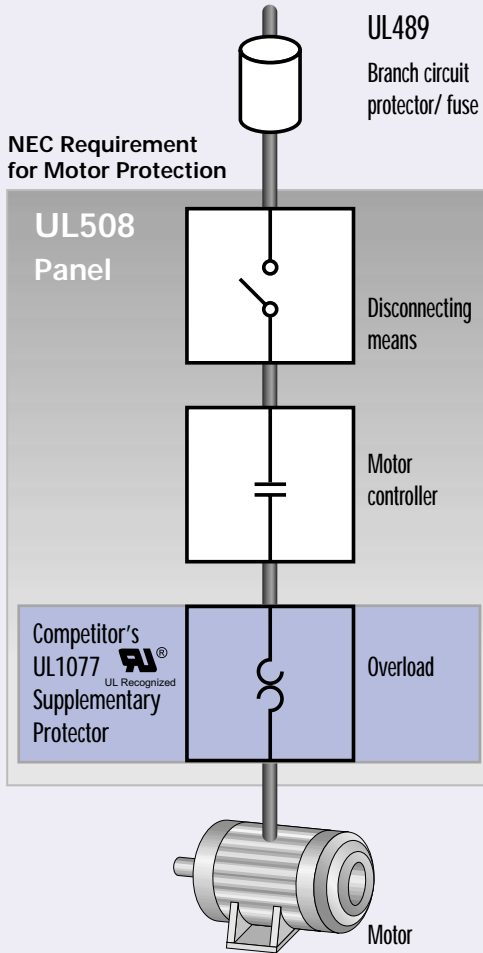 UL489
Branch circuit
protector/ fuse
NEC Requirement
for Motor Protection
UL508
Panel
Disconnecting
means
Motor
controller
Competitor's
UL1077 RU®
UL Recognized
Supplementary
Protector
Overload
Motor